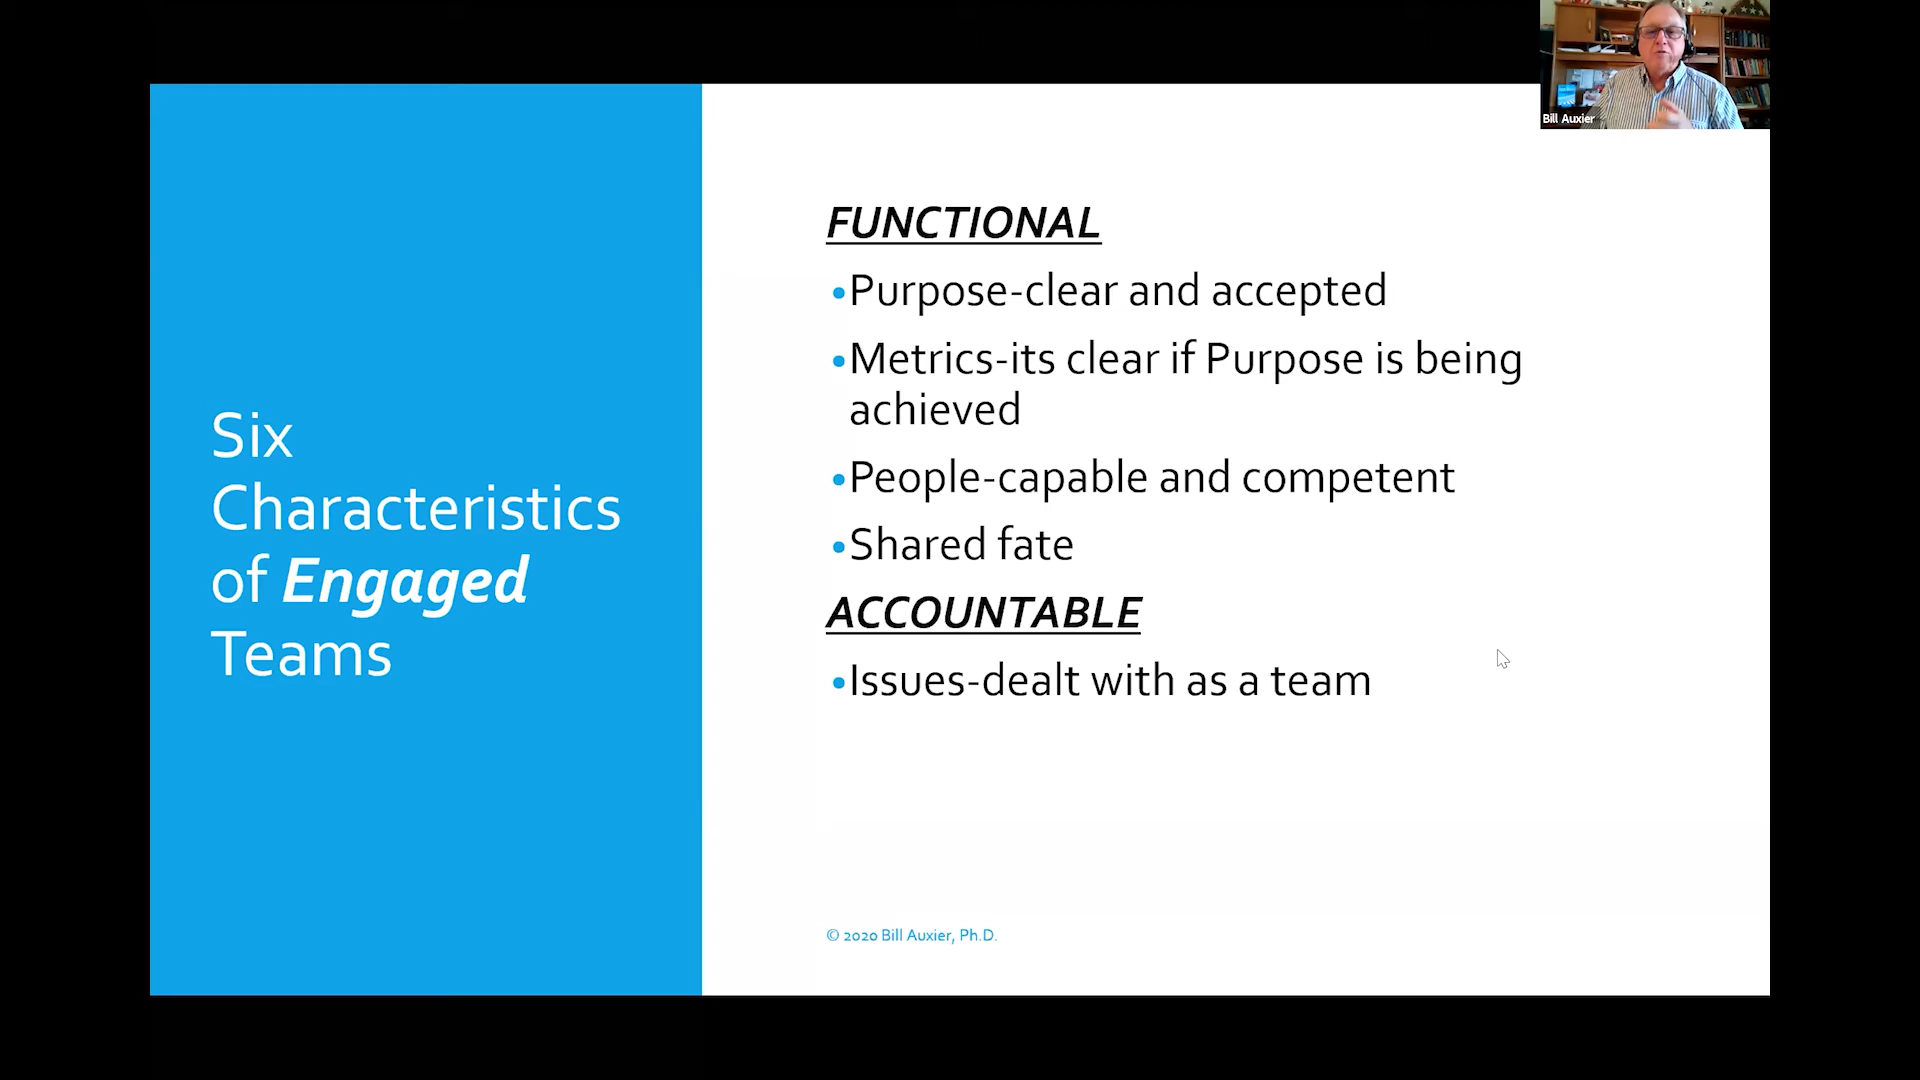 Bill Auxier
Six
Characteristics
of Engaged
Teams
FUNCTIONAL
•Purpose-clear and accepted
•Metrics-its clear if Purpose is being
achieved
•People-capable and competent
•Shared fate
ACCOUNTABLE
•Issues-dealt with as a team
© 2020 Bill Auxier, Ph.D.